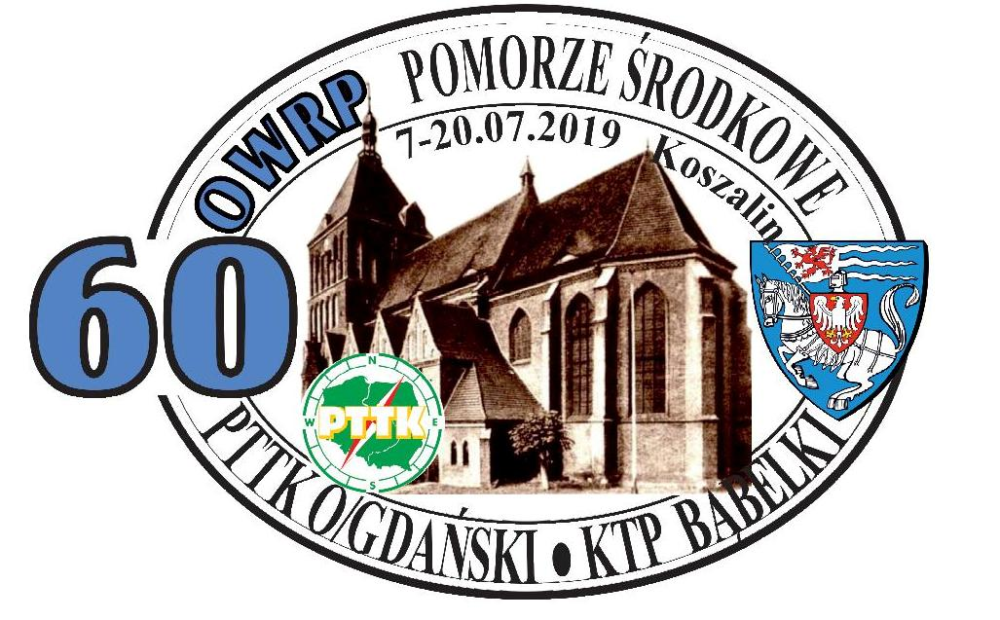 60 OWRP
POMORZE ŚRODKOWE
7-20.07.2019
Koszalin
N
W
E
S
PTTK
PTTK O/GDAŃSKI • KTP BĄBELKI